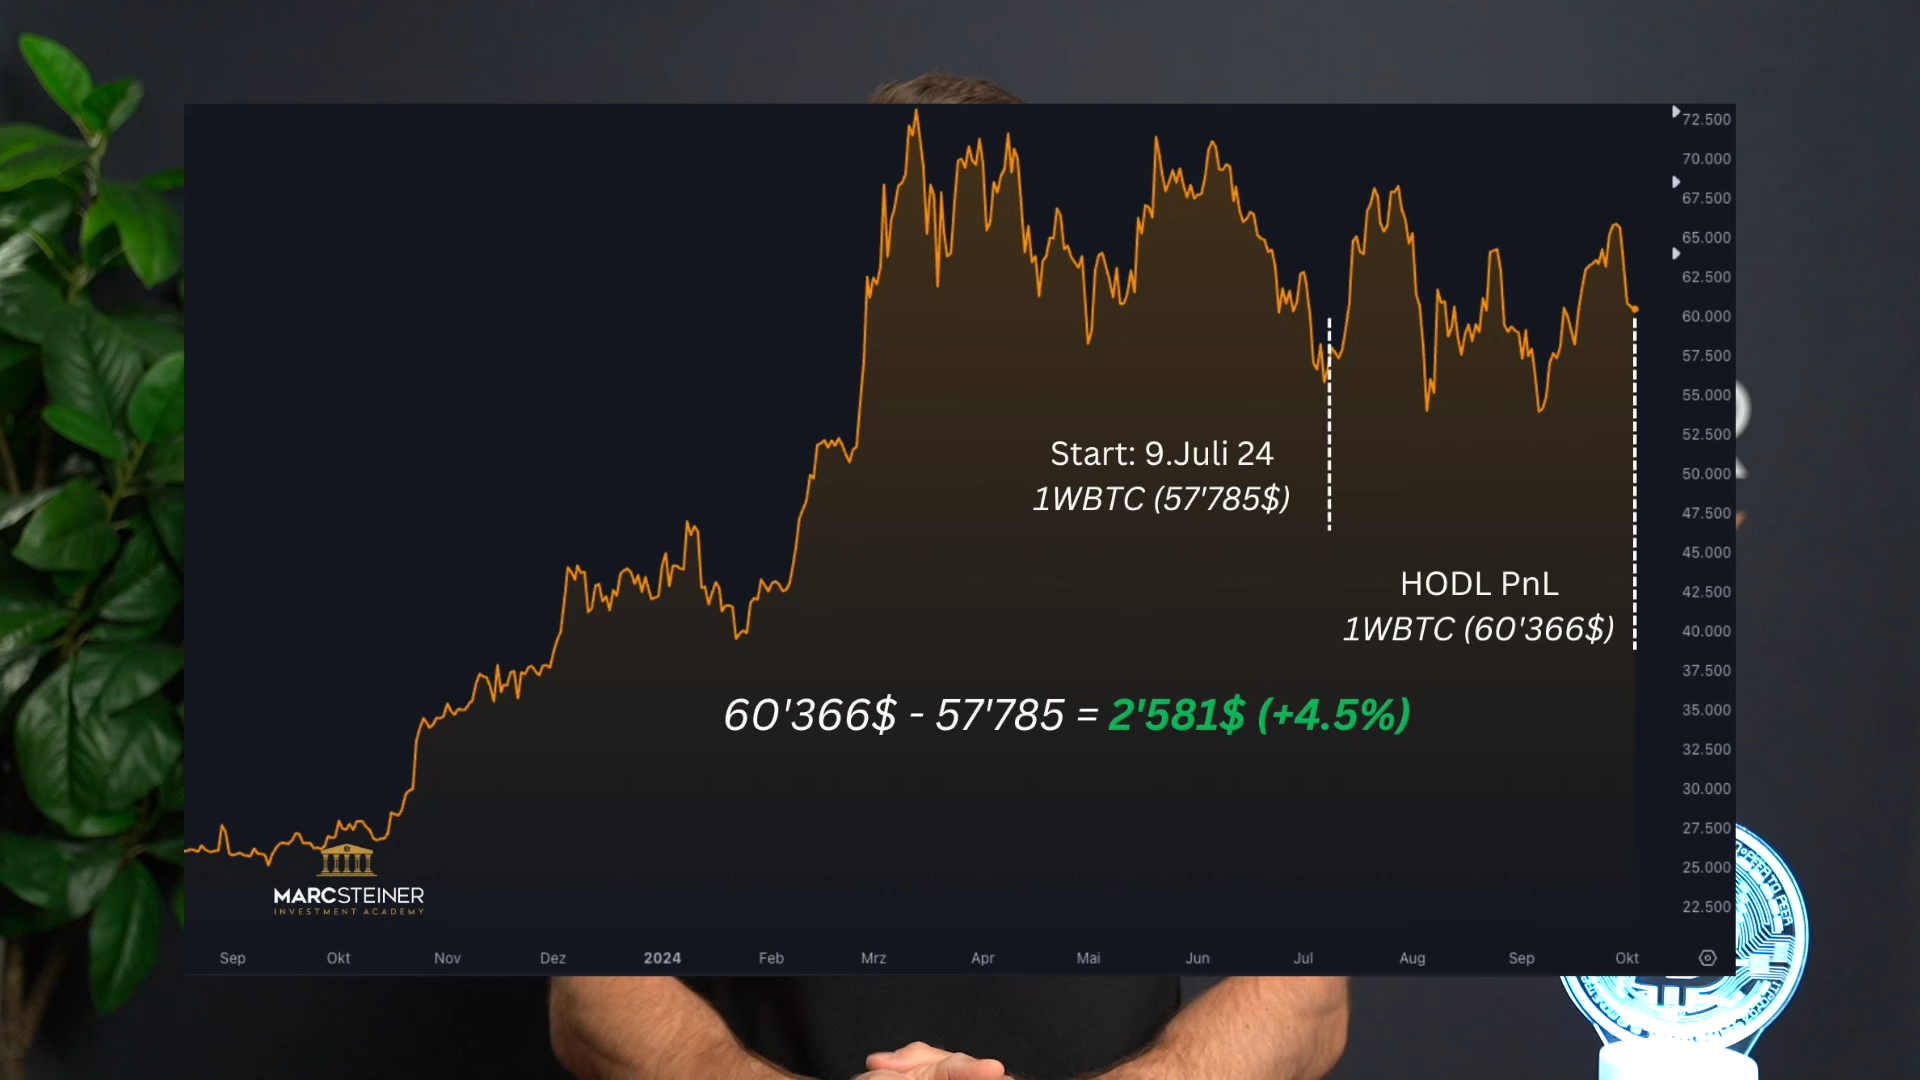 72.500
70.000
67.500
65.000
62.500
60.000
57.500
55.000
52.500
50.000
47.500
45.000
42.500
40.000
37.500
35.000
32.500
30.000
27.500
25.000
22.500
Start: 9.Juli 24
1WBTC (57'785$)
HODL PnL
1WBTC (60'366$)
60'366$ - 57'785 = 2'581$ (+4.5%)
MARCSTEINER
INVESTMENT ACADEMY
Sep Okt Nov Dez 2024 Feb Mrz Apr Mai Jun Jul Aug Sep Okt